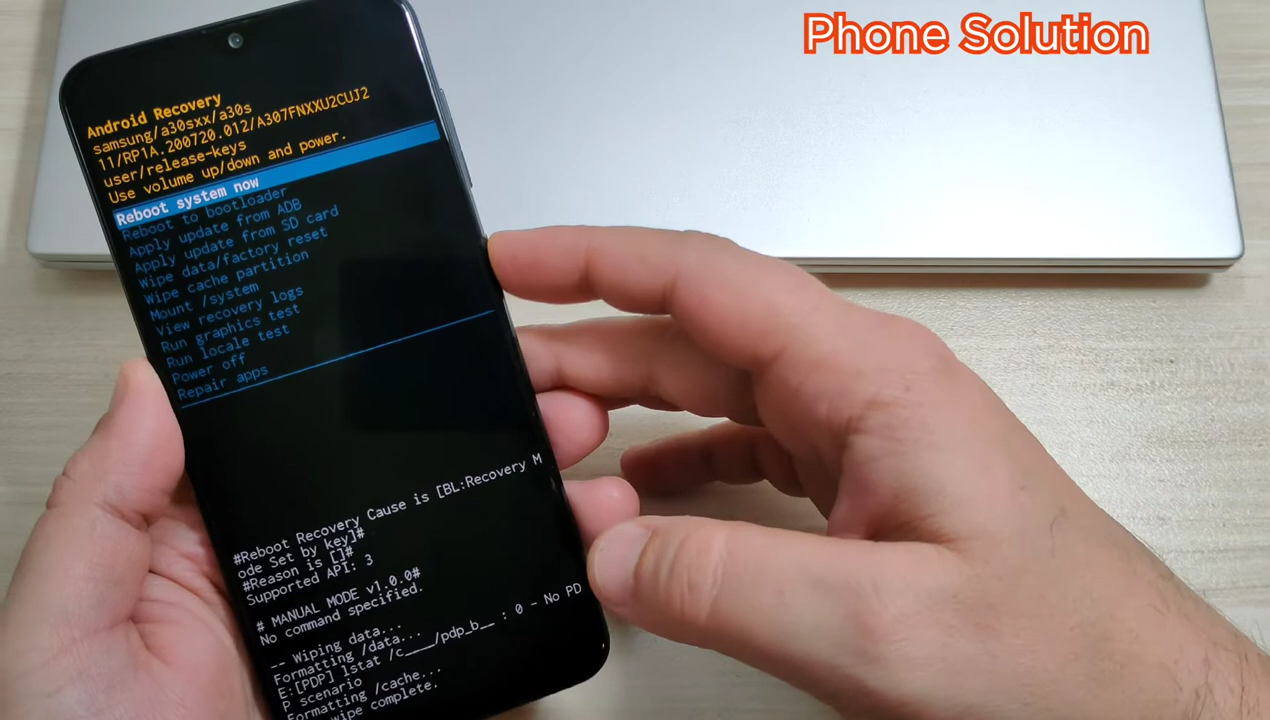 Phone Solution
Android Recovery
samsung/a30sxx/a30s
11/RP1A.200720.012/A307FNXXU2CUJ2
user/release-keys
Use volume up/down and power.
Reboot system now
Reboot to bootloader
Apply update from ADB
Apply update from SD card
Wipe data/factory reset
Wipe cache partition
Mount /system
View recovery logs
Run graphics test
Run locale test
Power off
Repair apps
#Reboot Recovery Cause is [BL:Recovery M
ode Set by key]#
#Reason is []#
Supported API: 3
# MANUAL MODE v1.0.0#
No command specified.
-- Wiping data...
Formatting /data...
E:[PDP] lstat /c____/pdp_b__ : 0 - No PD
P scenario
Formatting /cache...
wipe complete.